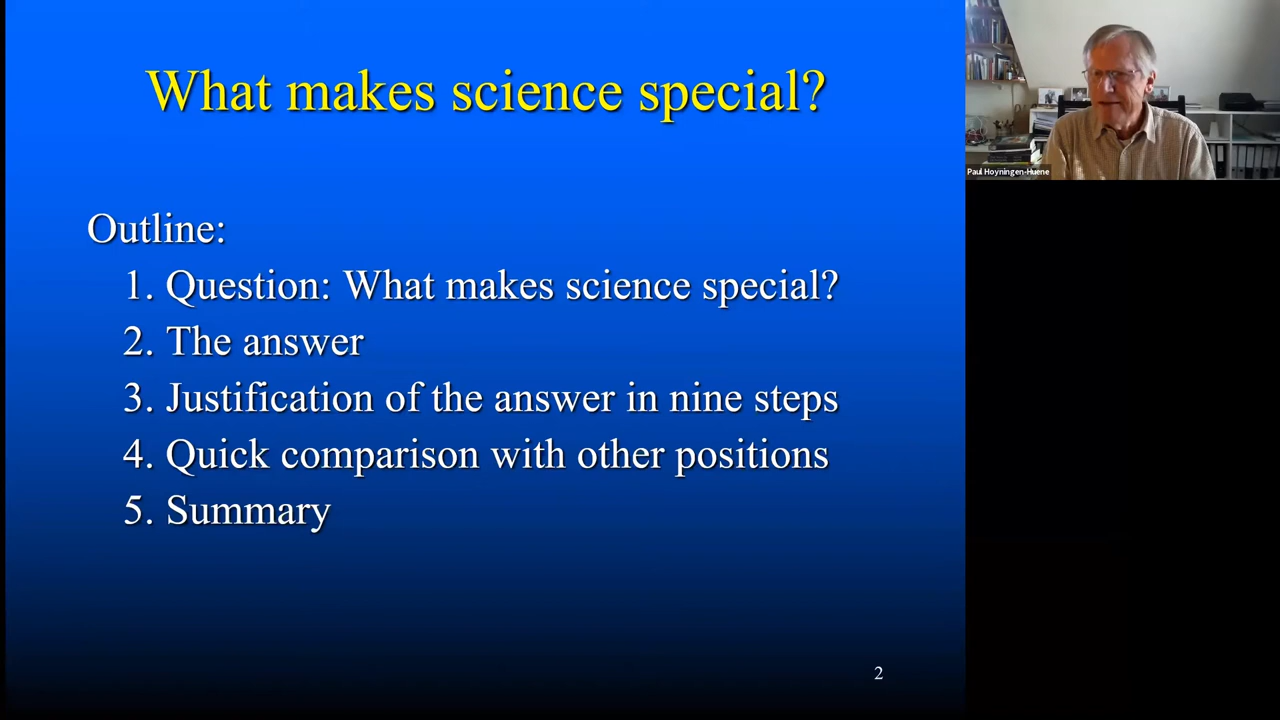 What makes science special?
Outline:
1. Question: What makes science special?
2. The answer
3. Justification of the answer in nine steps
4. Quick comparison with other positions
5. Summary
2
Paul Hoyningen-Huene